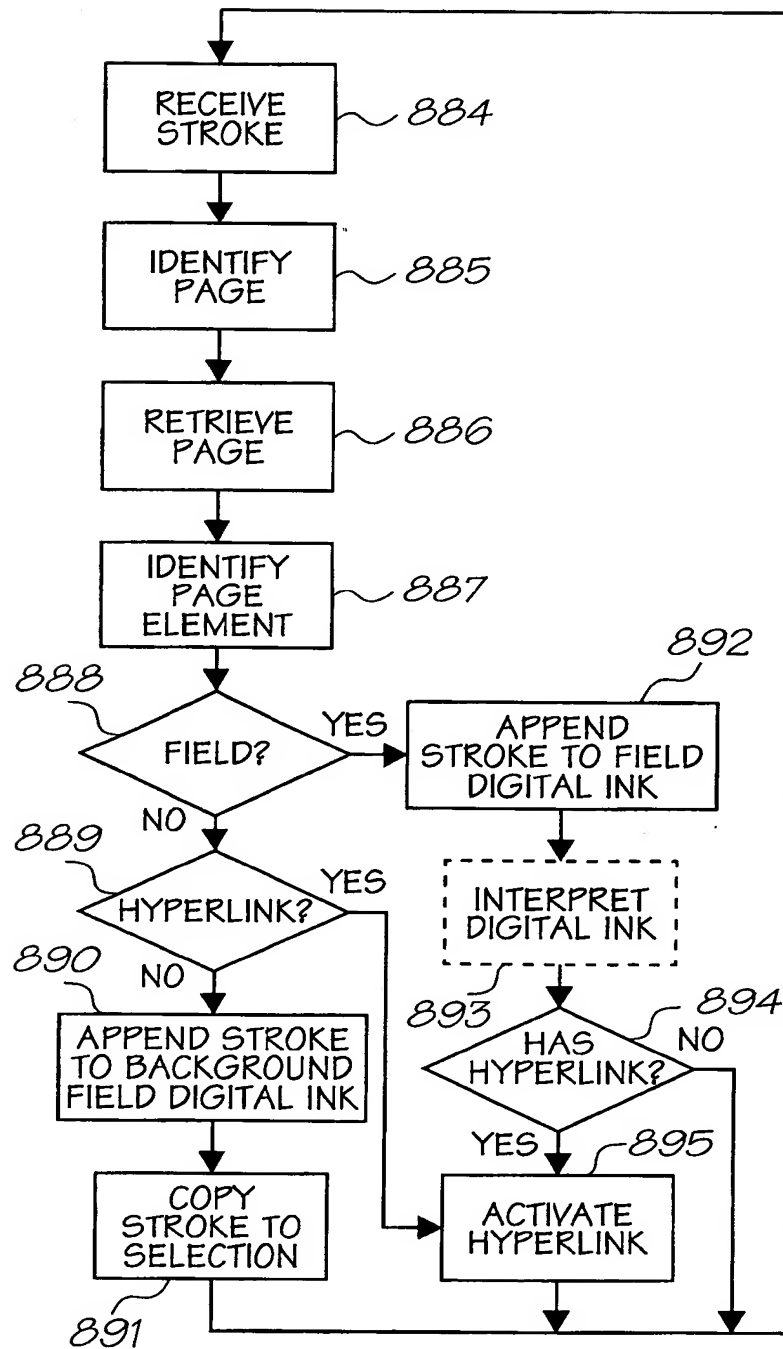 RECEIVE
STROKE
884
IDENTIFY
PAGE
885
RETRIEVE
PAGE
886
IDENTIFY
PAGE
ELEMENT
887
888
FIELD?
YES
NO
892
APPEND
STROKE TO FIELD
DIGITAL INK
889
HYPERLINK?
YES
NO
INTERPRET
DIGITAL INK
893
890
APPEND STROKE
TO BACKGROUND
FIELD DIGITAL INK
894
HAS
HYPERLINK?
NO
YES
895
COPY
STROKE TO
SELECTION
891
ACTIVATE
HYPERLINK